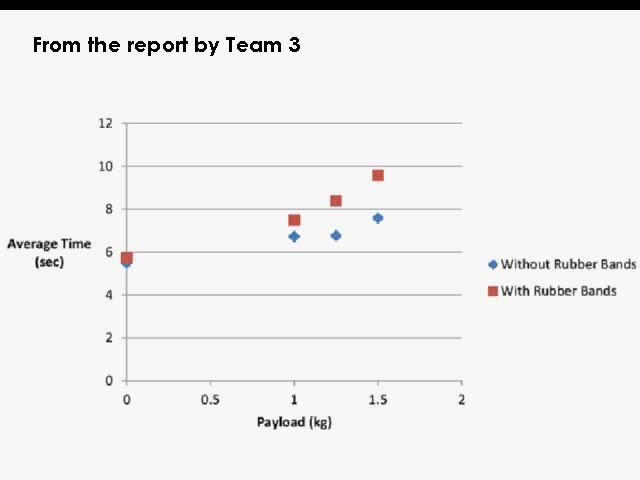 From the report by Team 3
12
10
8
6
4
2
0
Average Time
(sec)
0 0.5 1 1.5 2
Payload (kg)
Without Rubber Bands
With Rubber Bands